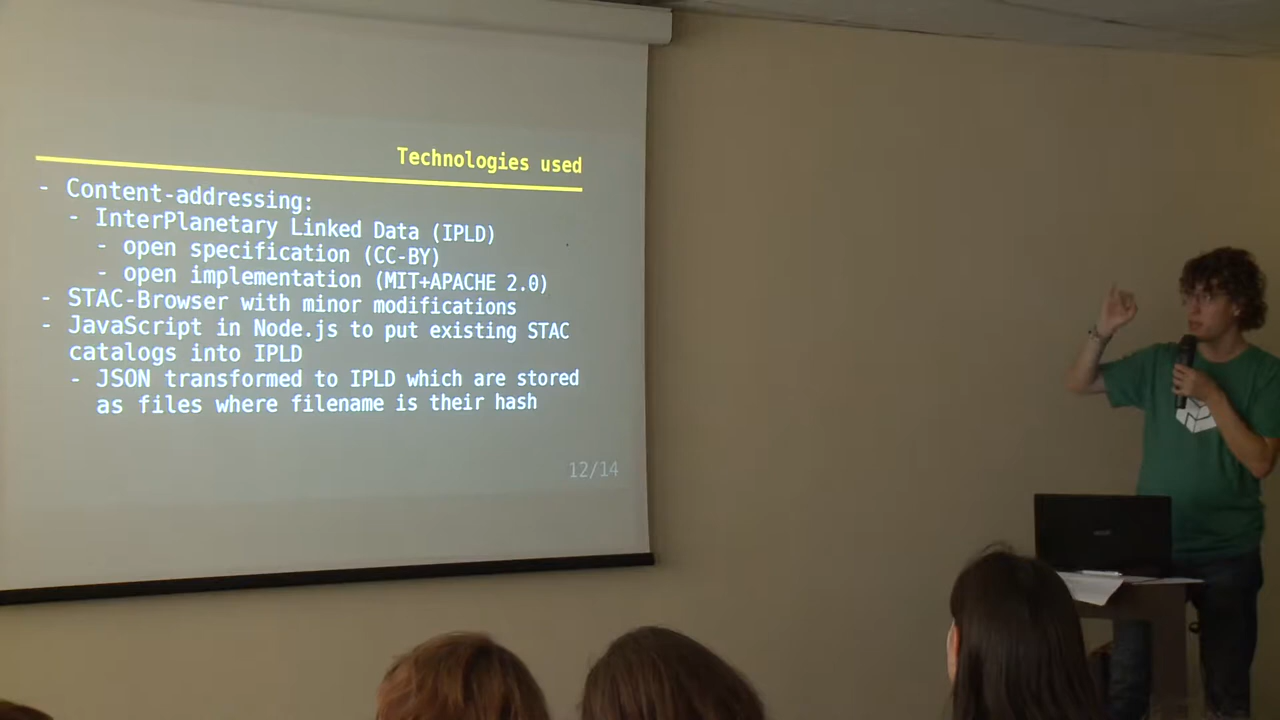 Technologies used
- Content-addressing:
- InterPlanetary Linked Data (IPLD)
- open specification (CC-BY)
- open implementation (MIT+APACHE 2.0)
- STAC-Browser with minor modifications
- JavaScript in Node.js to put existing STAC
catalogs into IPLD
- JSON transformed to IPLD which are stored
as files where filename is their hash
12/14